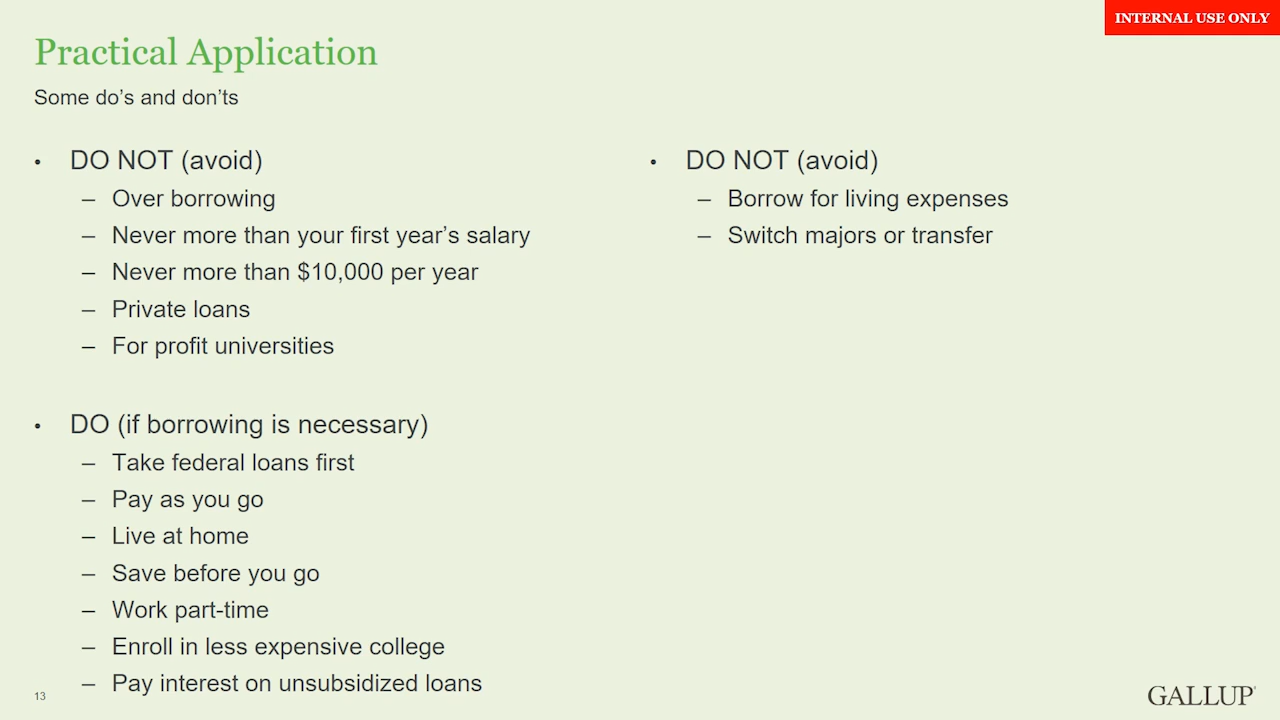 INTERNAL USE ONLY
Practical Application
Some do's and don'ts
• DO NOT (avoid)
– Over borrowing
– Never more than your first year's salary
– Never more than $10,000 per year
– Private loans
– For profit universities
• DO (if borrowing is necessary)
– Take federal loans first
– Pay as you go
– Live at home
– Save before you go
– Work part-time
– Enroll in less expensive college
– Pay interest on unsubsidized loans
• DO NOT (avoid)
– Borrow for living expenses
– Switch majors or transfer
13
GALLUP®